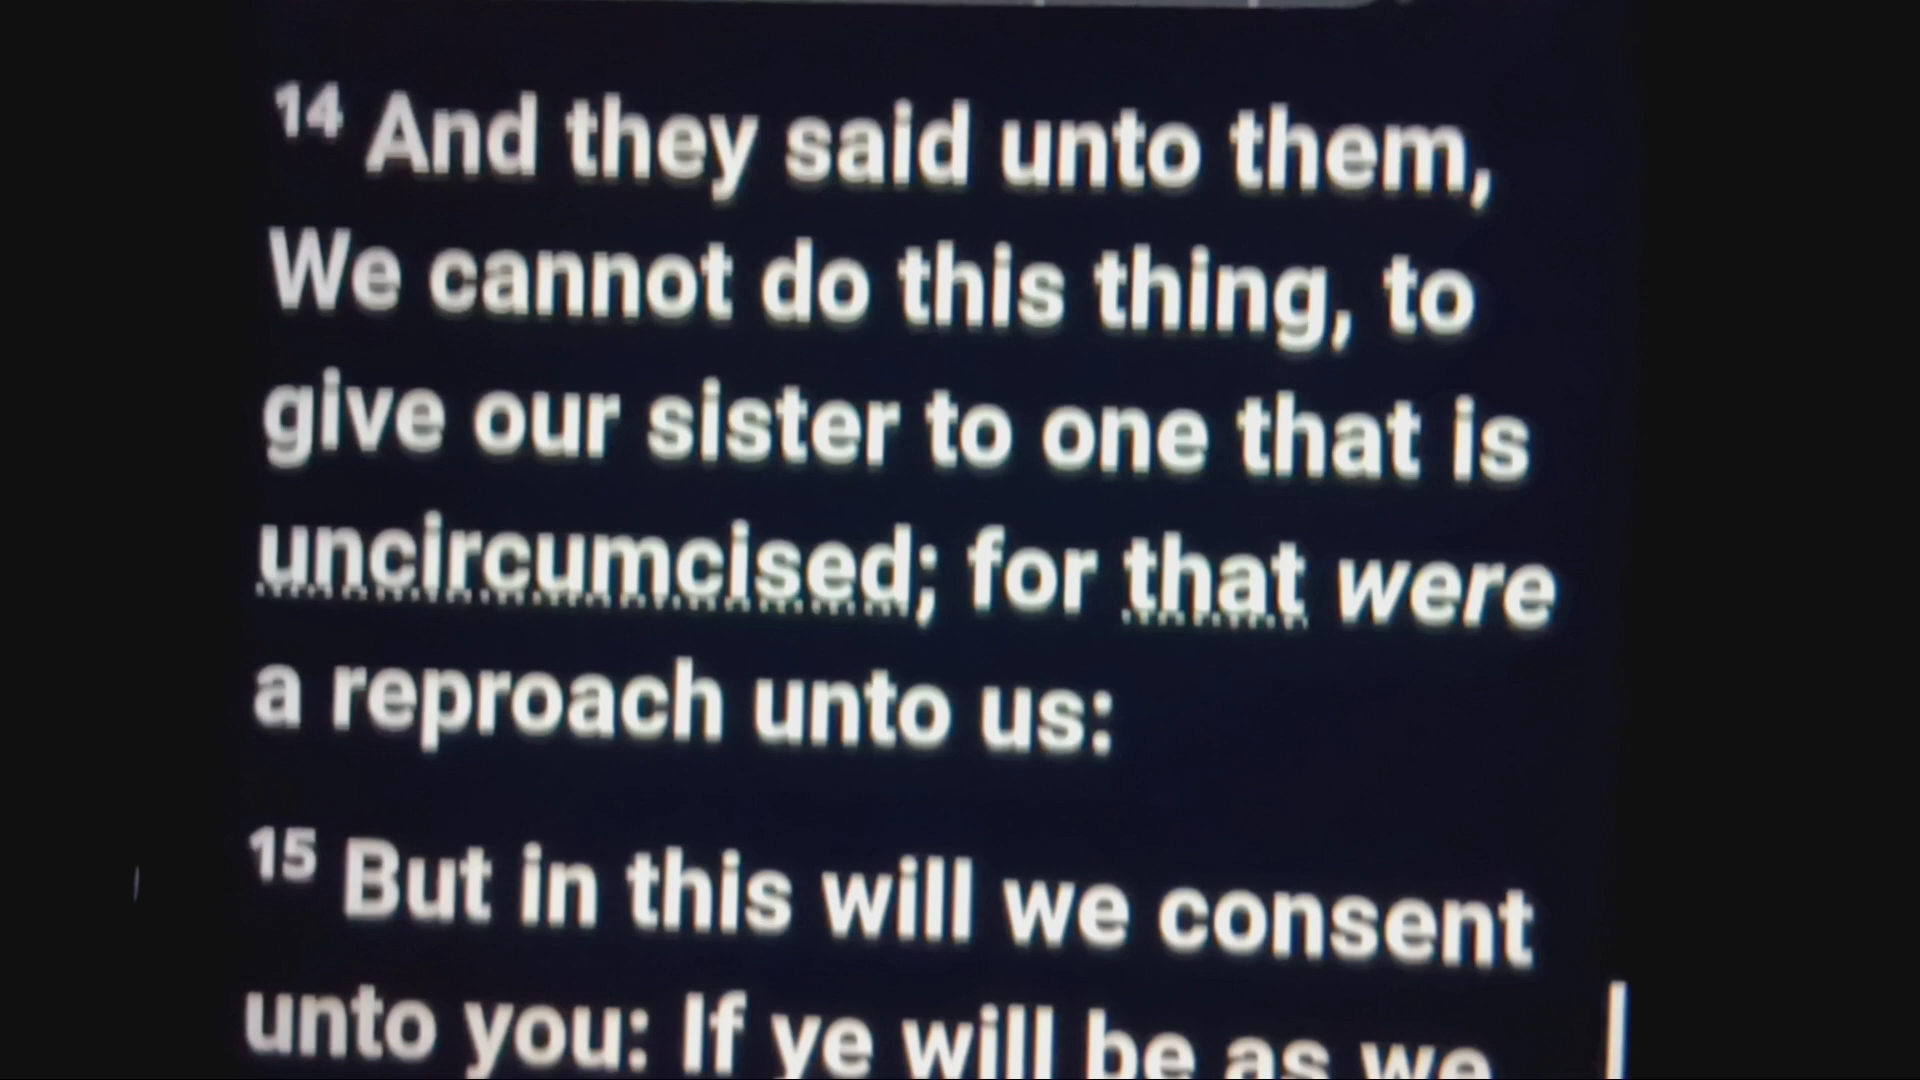 14 And they said unto them,
We cannot do this thing, to
give our sister to one that is
uncircumcised; for that were
a reproach unto us:
15 But in this will we consent
unto you: If ye will be as we